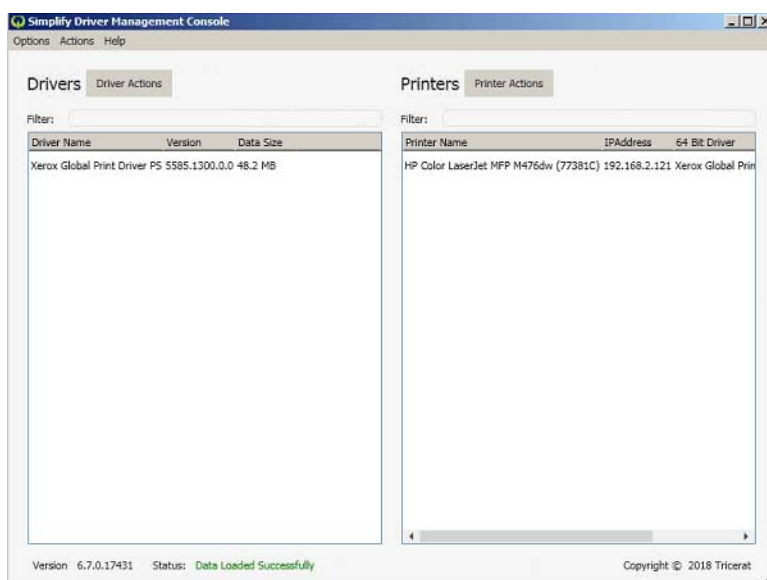 Simplify Driver Management Console
Options Actions Help
Drivers Driver Actions
Filter:
Driver Name Version Data Size
Xerox Global Print Driver PS 5585.1300.0.0 48.2 MB
Printers Printer Actions
Filter:
Printer Name IPAddress 64 Bit Driver
HP Color LaserJet MFP M476dw (77381C) 192.168.2.121 Xerox Global Prin
Version 6.7.0.17431 Status: Data Loaded Successfully
Copyright © 2018 Tricerat